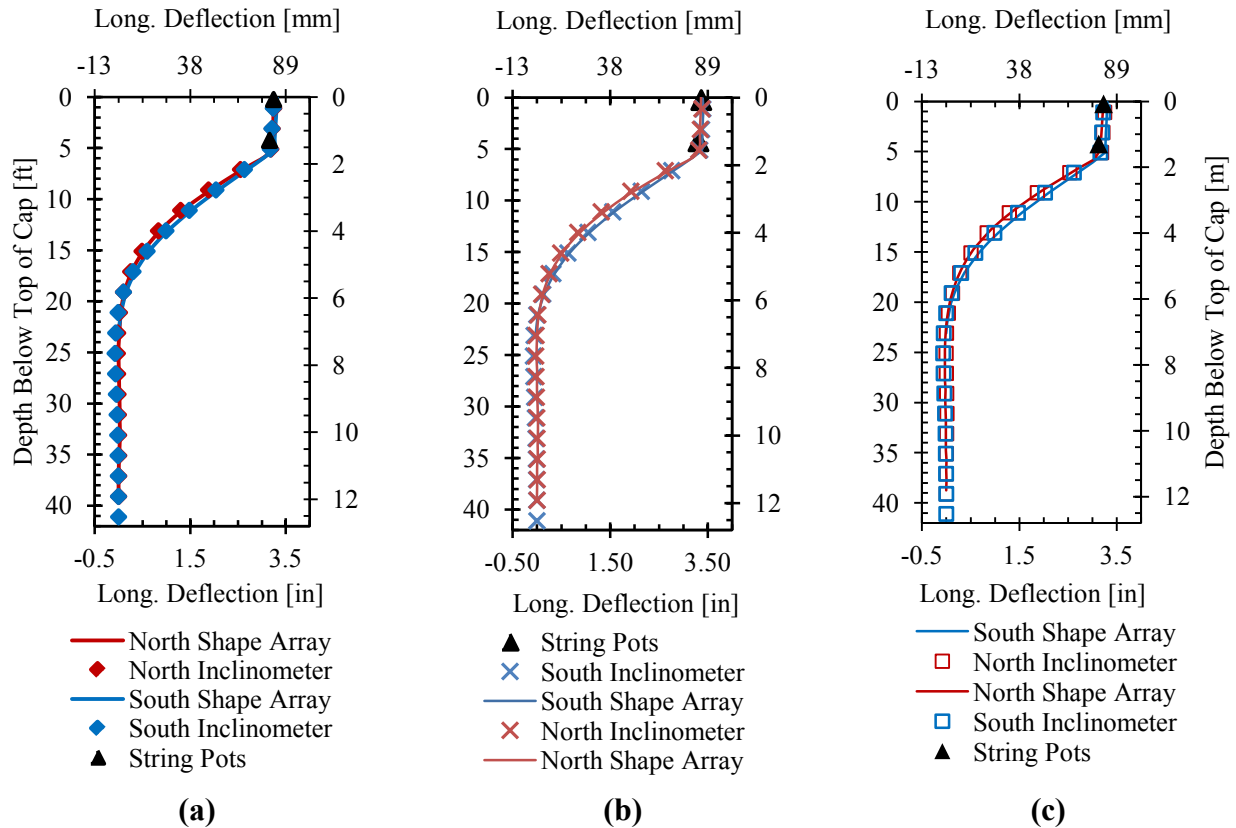 Long. Deflection [mm]
-13 38 89
0 5 10 15 20 25 30 35 40
Depth Below Top of Cap [ft]
0 2 4 6 8 10 12
-0.5 1.5 3.5
Long. Deflection [in]
North Shape Array
North Inclinometer
South Shape Array
South Inclinometer
String Pots
(a)
Long. Deflection [mm]
-13 38 89
0 5 10 15 20 25 30 35 40
0 2 4 6 8 10 12
-0.50 1.50 3.50
Long. Deflection [in]
String Pots
South Inclinometer
South Shape Array
North Inclinometer
North Shape Array
(b)
Long. Deflection [mm]
-13 38 89
0 5 10 15 20 25 30 35 40
0 2 4 6 8 10 12
Depth Below Top of Cap [m]
-0.5 1.5 3.5
Long. Deflection [in]
South Shape Array
North Inclinometer
North Shape Array
South Inclinometer
String Pots
(c)